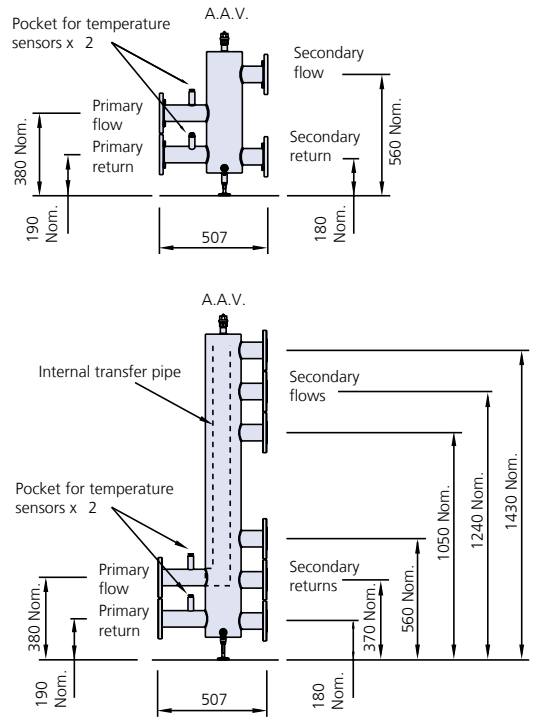 A.A.V.
Pocket for temperature
sensors x 2
Secondary
flow
Primary
flow
Primary
return
Secondary
return
380 Nom.
560 Nom.
190
Nom.
180
Nom.
507
A.A.V.
Internal transfer pipe
Secondary
flows
Pocket for temperature
sensors x 2
1050 Nom.
1240 Nom.
1430 Nom.
Primary
flow
Primary
return
Secondary
returns
380 Nom.
370 Nom.
560 Nom.
190
Nom.
180
Nom.
507